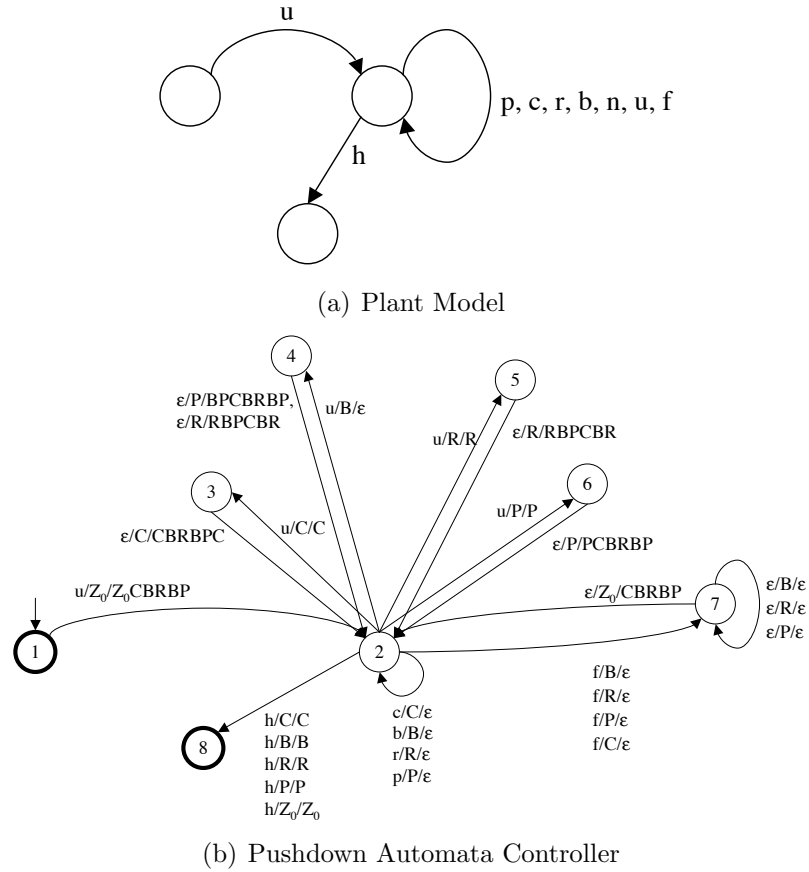 u
p, c, r, b, n, u, f
h
(a) Plant Model
4
5
ε/P/BPCBRBP,
ε/R/RBPCBR
u/B/ε
u/R/R
ε/R/RBPCBR
3
6
u/P/P
ε/C/CBRBPC
u/C/C
ε/P/PCBRBP
u/Z₀/Z₀CBRBP
ε/Z₀/CBRBP
7
ε/B/ε
ε/R/ε
ε/P/ε
1
2
f/B/ε
f/R/ε
f/P/ε
f/C/ε
8
h/C/C
h/B/B
h/R/R
h/P/P
h/Z₀/Z₀
c/C/ε
b/B/ε
r/R/ε
p/P/ε
(b) Pushdown Automata Controller